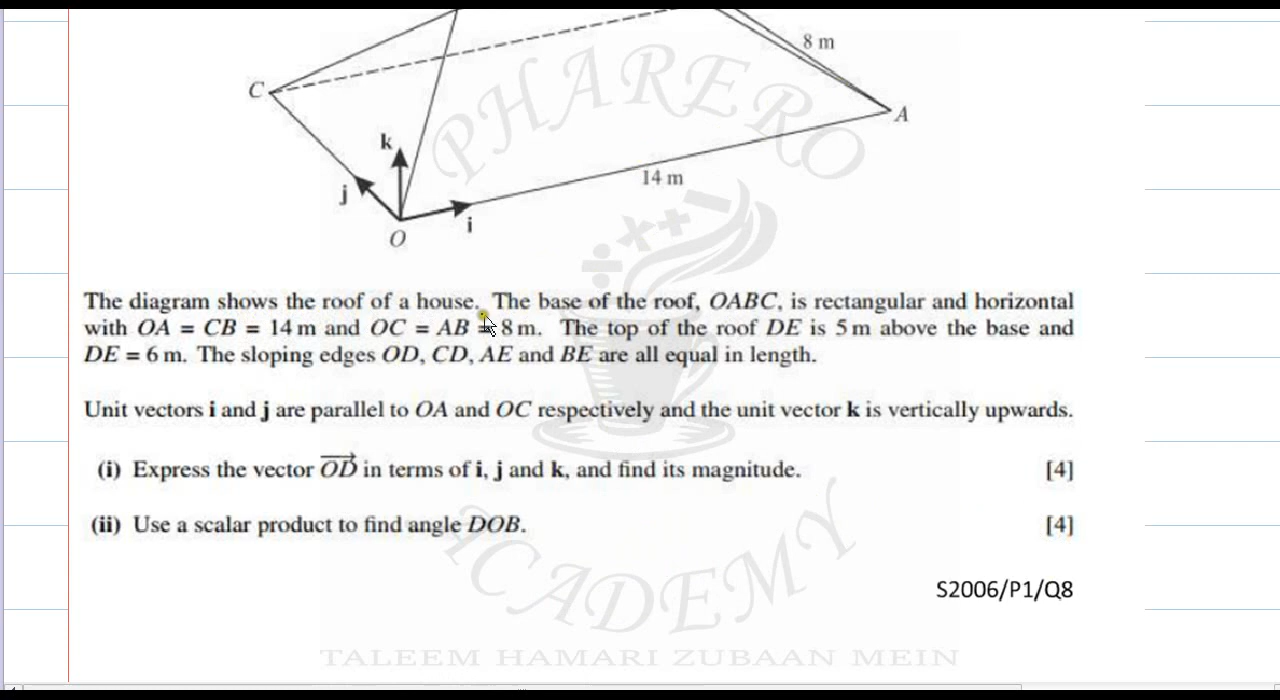 8 m
C
A
k
14 m
j
i
O
The diagram shows the roof of a house. The base of the roof, OABC, is rectangular and horizontal
with OA = CB = 14 m and OC = AB = 8 m. The top of the roof DE is 5 m above the base and
DE = 6 m. The sloping edges OD, CD, AE and BE are all equal in length.
Unit vectors i and j are parallel to OA and OC respectively and the unit vector k is vertically upwards.
(i) Express the vector \overrightarrow{OD} in terms of i, j and k, and find its magnitude. [4]
(ii) Use a scalar product to find angle DOB. [4]
S2006/P1/Q8
PHARERO
ACADEMY
TALEEM HAMARI ZUBAAN MEIN